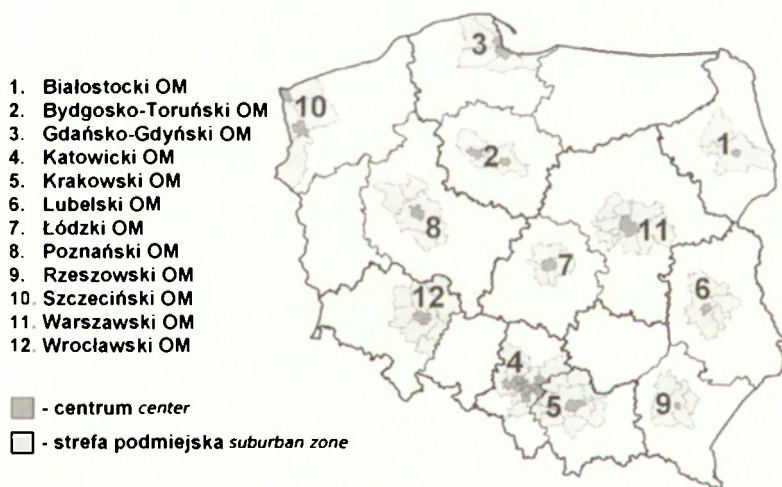 1. Białostocki OM
2. Bydgosko-Toruński OM
3. Gdańsko-Gdyński OM
4. Katowicki OM
5. Krakowski OM
6. Lubelski OM
7. Łódzki OM
8. Poznański OM
9. Rzeszowski OM
10. Szczeciński OM
11. Warszawski OM
12. Wrocławski OM
- centrum center
- strefa podmiejska suburban zone
3
10
1
2
8
11
7
12
6
4
5
9